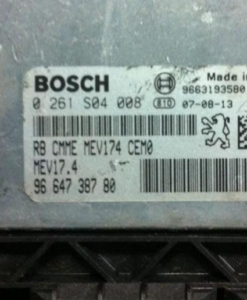 BOSCH
Made in
9663193580
0 261 S04 008 810 07-08-13
RB CMME MEV174 CEM0
MEV17.4
96 647 387 80